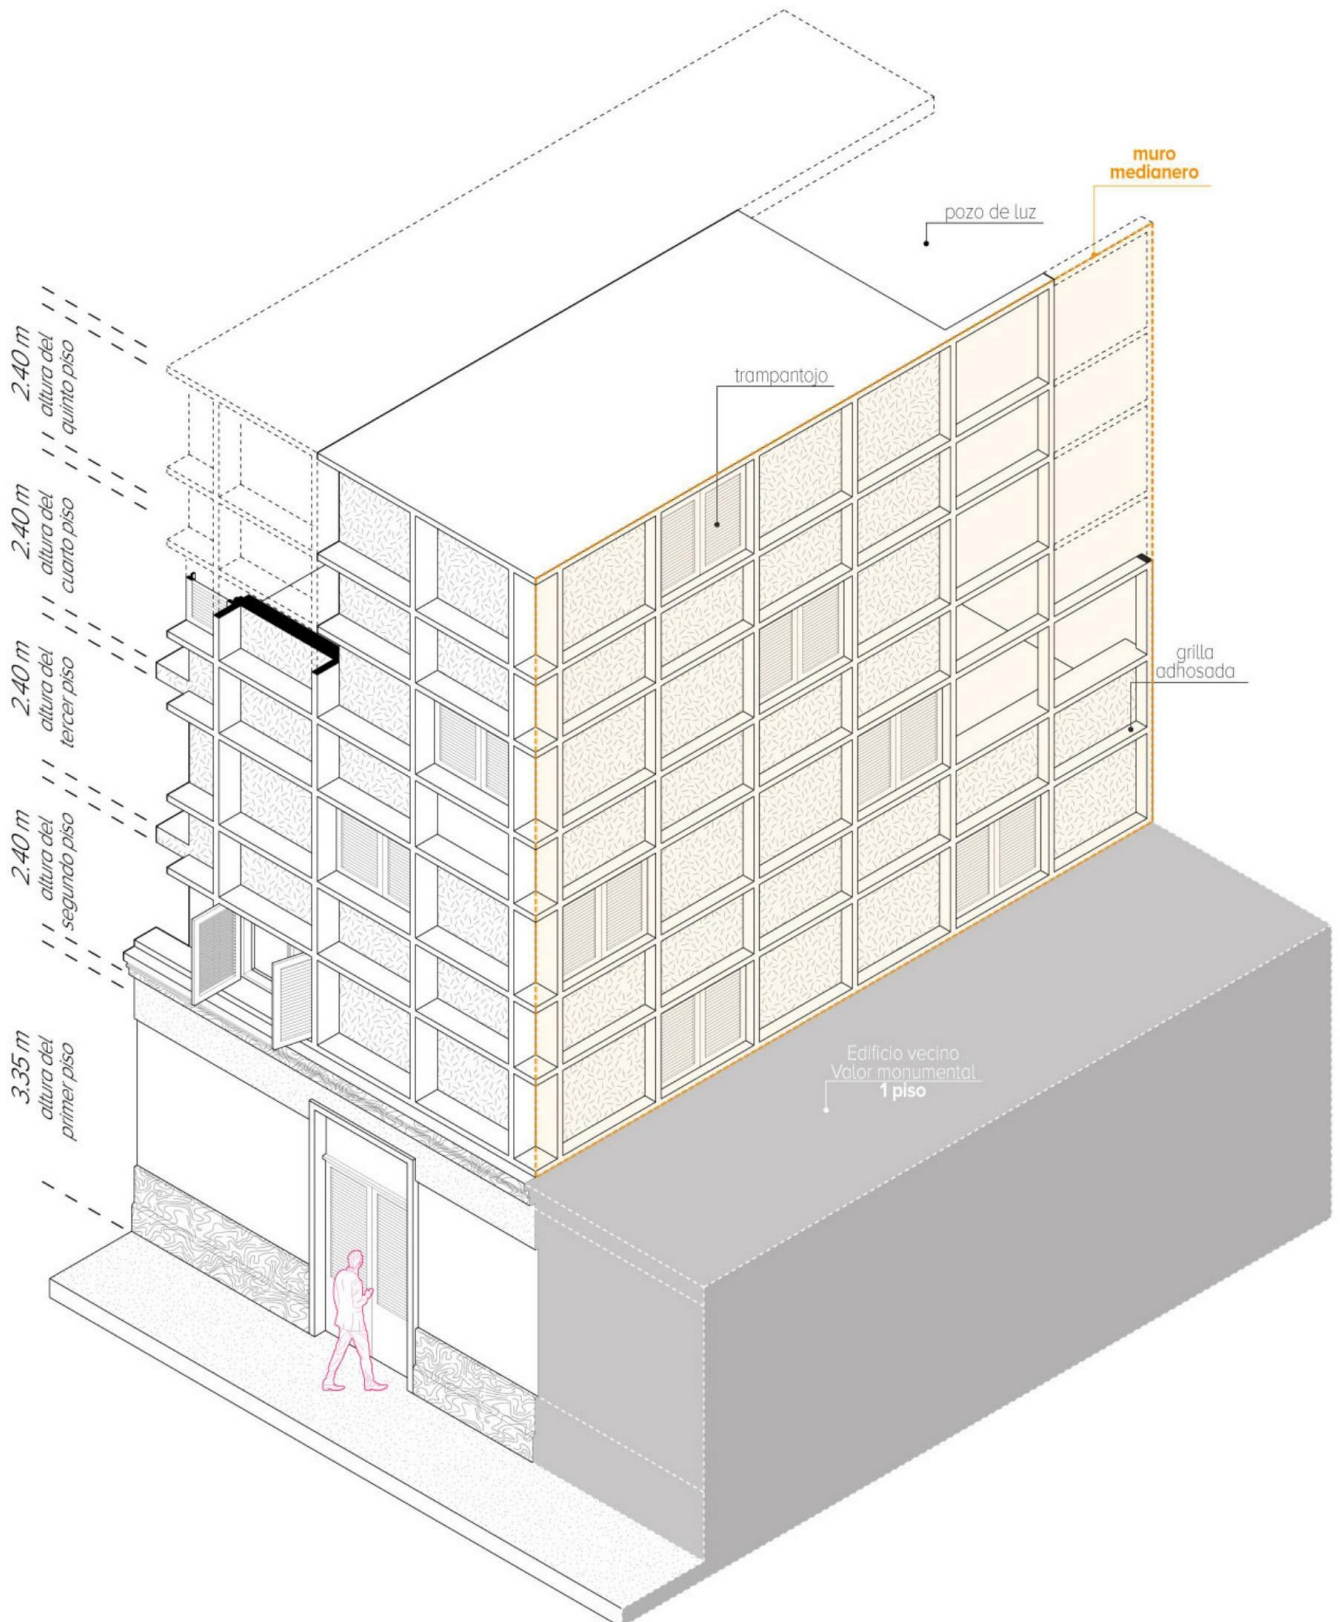 muro
medianero
pozo de luz
trampantojo
grilla
adhosada
2.40 m
altura del
quinto piso
2.40 m
altura del
cuarto piso
2.40 m
altura del
tercer piso
2.40 m
altura del
segundo piso
3.35 m
altura del
primer piso
Edificio vecino
Valor monumental
1 piso